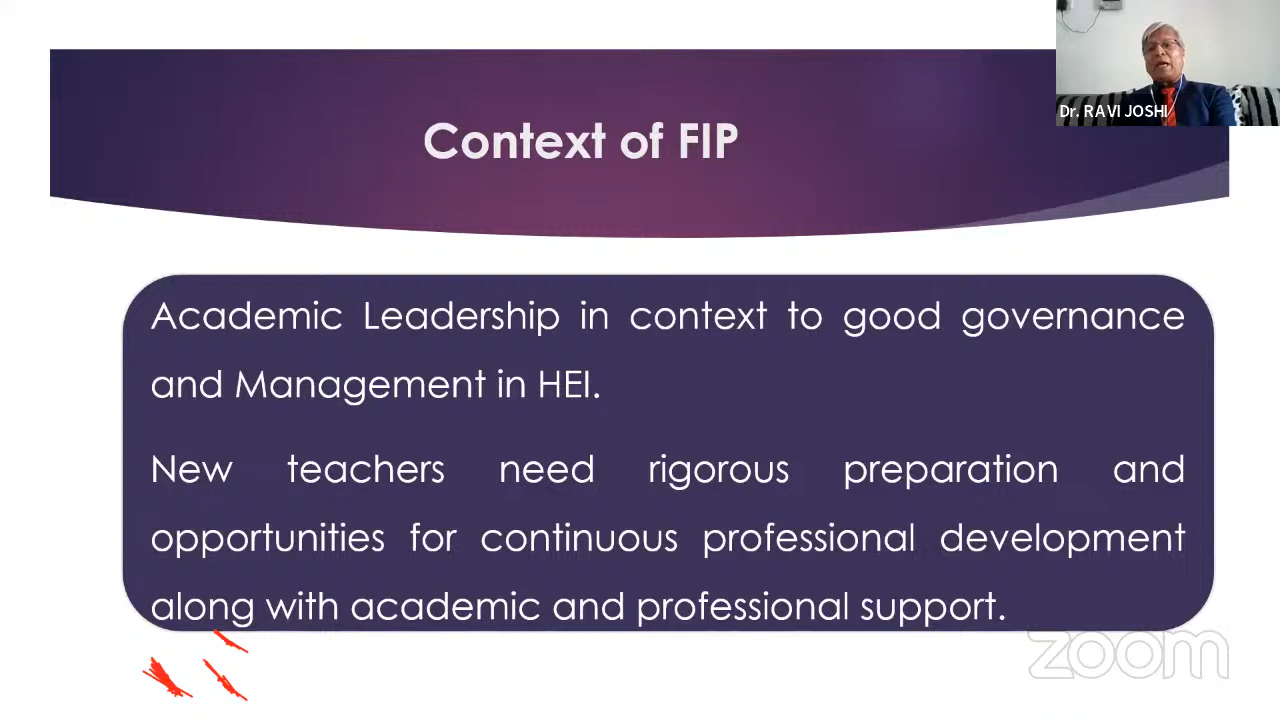 Dr. RAVI JOSHI
Context of FIP
Academic Leadership in context to good governance
and Management in HEI.
New teachers need rigorous preparation and
opportunities for continuous professional development
along with academic and professional support.
zoom